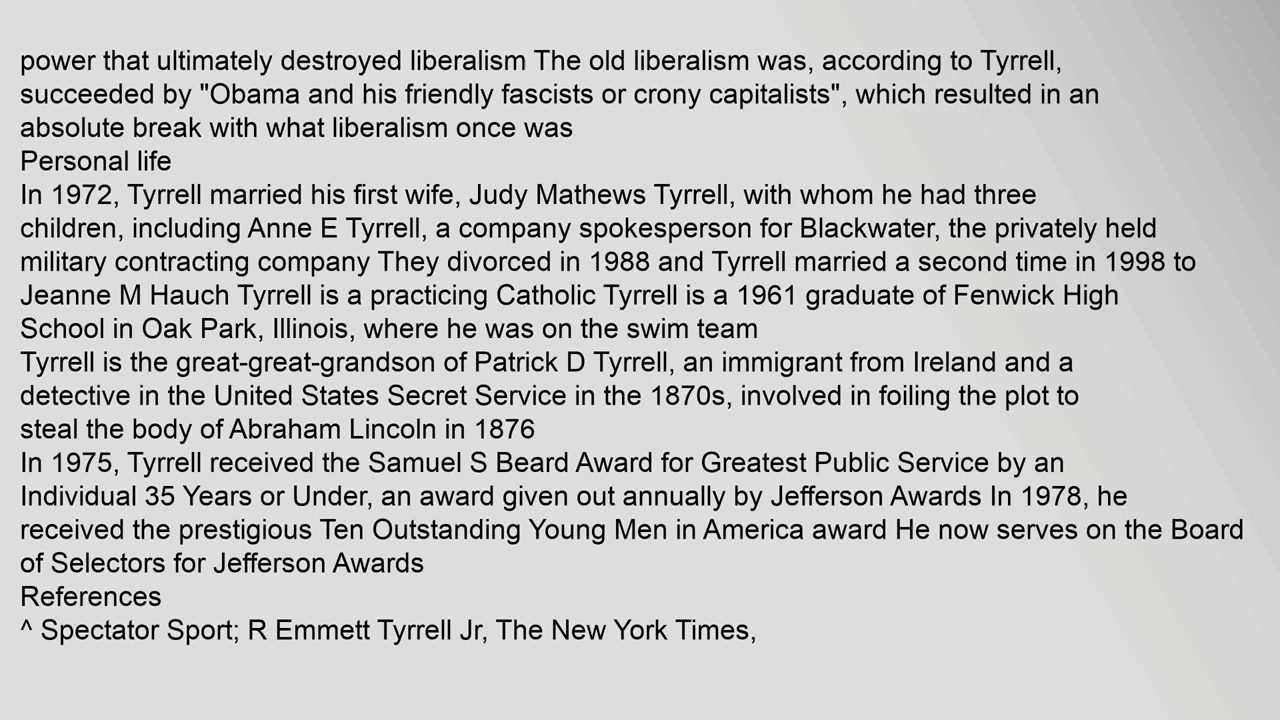 power that ultimately destroyed liberalism The old liberalism was, according to Tyrrell,
succeeded by "Obama and his friendly fascists or crony capitalists", which resulted in an
absolute break with what liberalism once was
Personal life
In 1972, Tyrrell married his first wife, Judy Mathews Tyrrell, with whom he had three
children, including Anne E Tyrrell, a company spokesperson for Blackwater, the privately held
military contracting company They divorced in 1988 and Tyrrell married a second time in 1998 to
Jeanne M Hauch Tyrrell is a practicing Catholic Tyrrell is a 1961 graduate of Fenwick High
School in Oak Park, Illinois, where he was on the swim team
Tyrrell is the great-great-grandson of Patrick D Tyrrell, an immigrant from Ireland and a
detective in the United States Secret Service in the 1870s, involved in foiling the plot to
steal the body of Abraham Lincoln in 1876
In 1975, Tyrrell received the Samuel S Beard Award for Greatest Public Service by an
Individual 35 Years or Under, an award given out annually by Jefferson Awards In 1978, he
received the prestigious Ten Outstanding Young Men in America award He now serves on the Board
of Selectors for Jefferson Awards
References
^ Spectator Sport; R Emmett Tyrrell Jr, The New York Times,